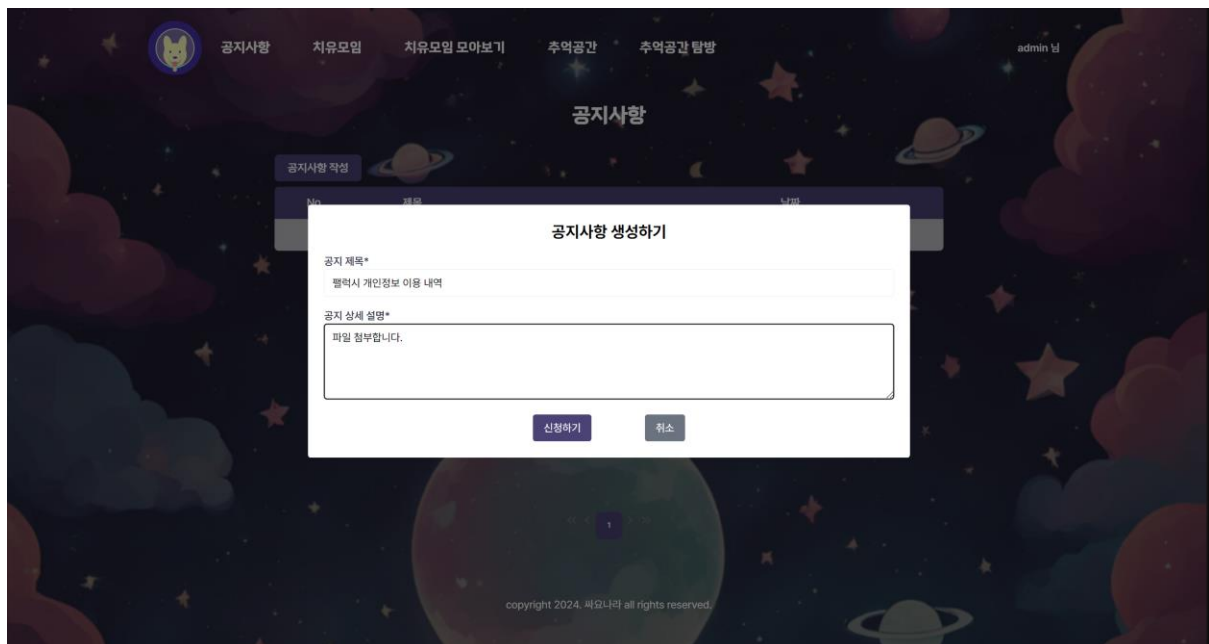 공지사항 치유모임 치유모임 모아보기 추억공간 추억공간 탐방 admin 님
공지사항
공지사항 작성
No 제목 날짜
공지사항 생성하기
공지 제목*
팰럭시 개인정보 이용 내역
공지 상세 설명*
파일 첨부합니다.
신청하기 취소
<< < 1 > >>
copyright 2024. 싸요나라 all rights reserved.